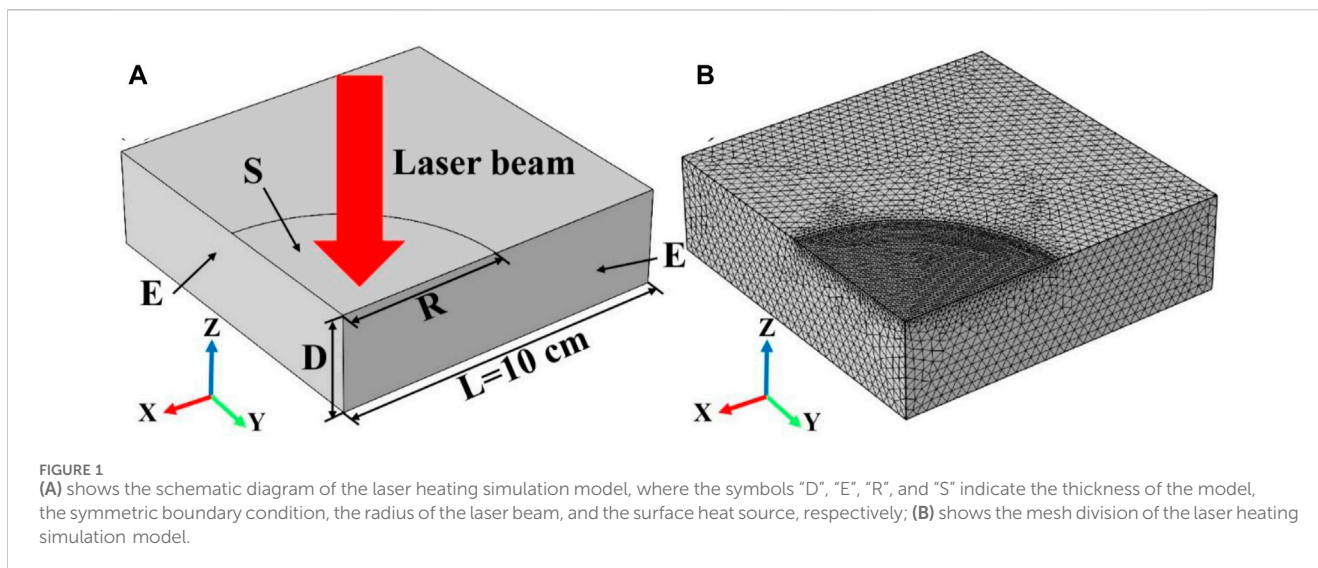 A
B
Laser beam
S
E
E
R
D
L=10 cm
Z
X
Y
Z
X
Y
FIGURE 1
(A) shows the schematic diagram of the laser heating simulation model, where the symbols “D”, “E”, “R”, and “S” indicate the thickness of the model,
the symmetric boundary condition, the radius of the laser beam, and the surface heat source, respectively; (B) shows the mesh division of the laser heating
simulation model.